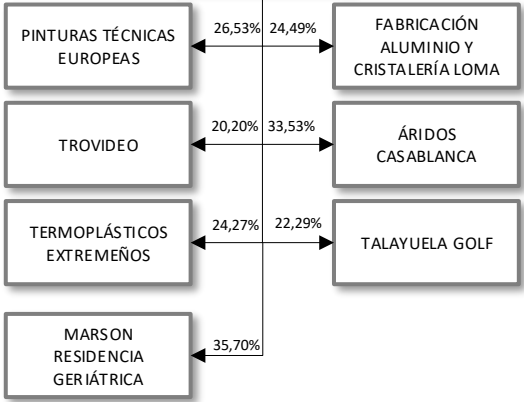 PINTURAS TÉCNICAS
EUROPEAS
26,53%
24,49%
FABRICACIÓN
ALUMINIO Y
CRISTALERÍA LOMA
TROVIDEO
20,20%
33,53%
ÁRIDOS
CASABLANCA
TERMOPLÁSTICOS
EXTREMEÑOS
24,27%
22,29%
TALAYUELA GOLF
MARSON
RESIDENCIA
GERIÁTRICA
35,70%